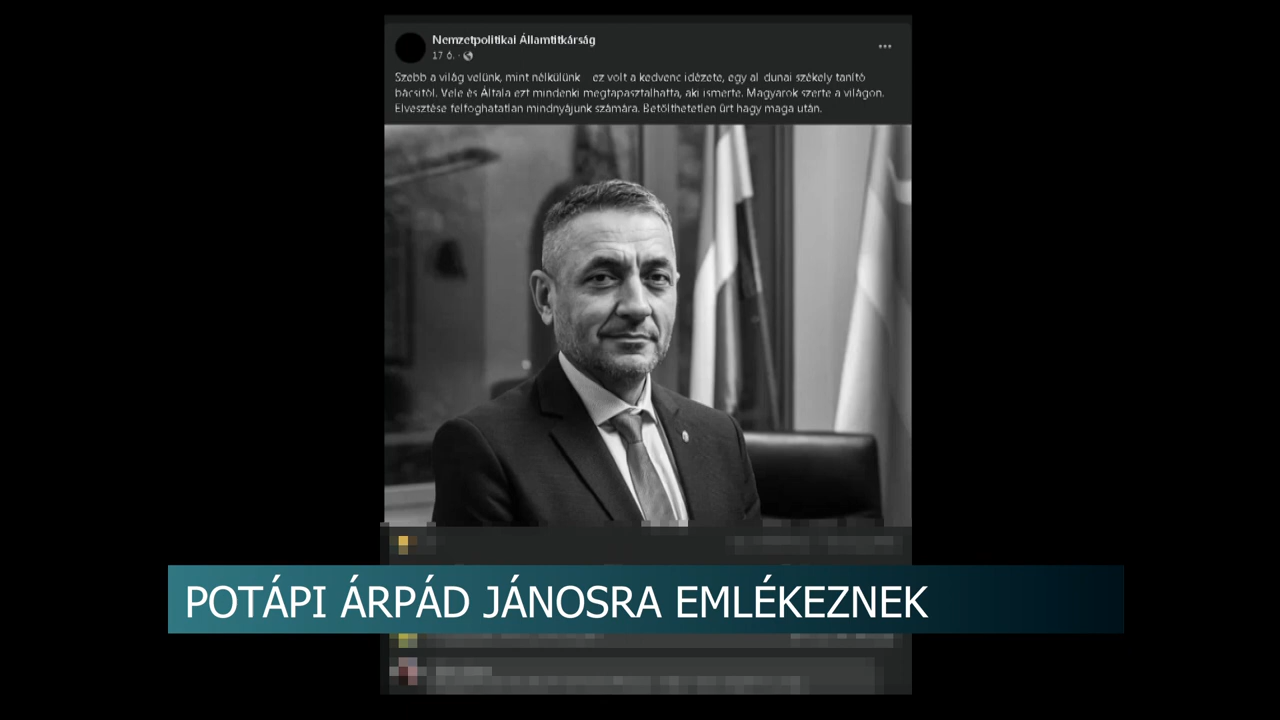 Nemzetpolitikai Államtitkárság
17 ó. ·
Szebb a világ velünk, mint nélkülünk ez volt a kedvenc idézete, egy al dunai székely tanító
bácsitól. Vele és Általa ezt mindenki megtapasztalhatta, aki ismerte. Magyarok szerte a világon.
Elvesztése felfoghatatlan mindnyájunk számára. Betölthetetlen űrt hagy maga után.
POTÁPI ÁRPÁD JÁNOSRA EMLÉKEZNEK